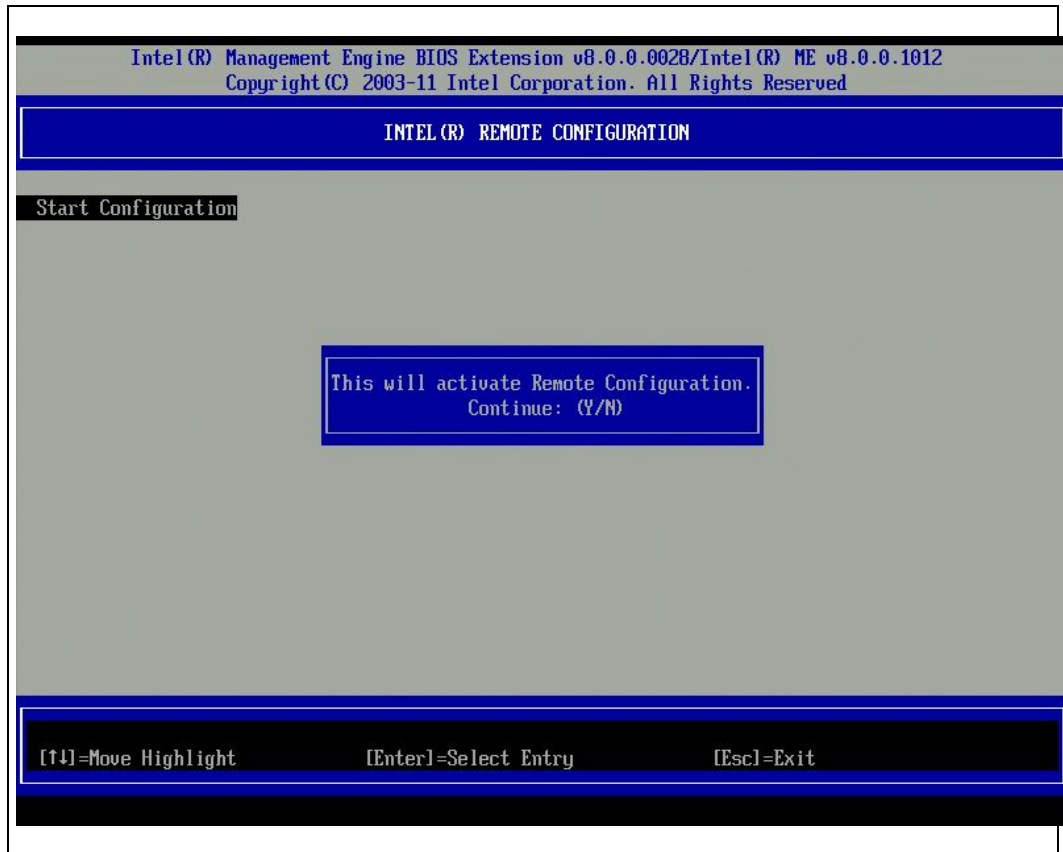 Intel(R) Management Engine BIOS Extension v8.0.0.0028/Intel(R) ME v8.0.0.1012
Copyright(C) 2003-11 Intel Corporation. All Rights Reserved
INTEL(R) REMOTE CONFIGURATION
Start Configuration
This will activate Remote Configuration.
Continue: (Y/N)
[↑↓]=Move Highlight [Enter]=Select Entry [Esc]=Exit